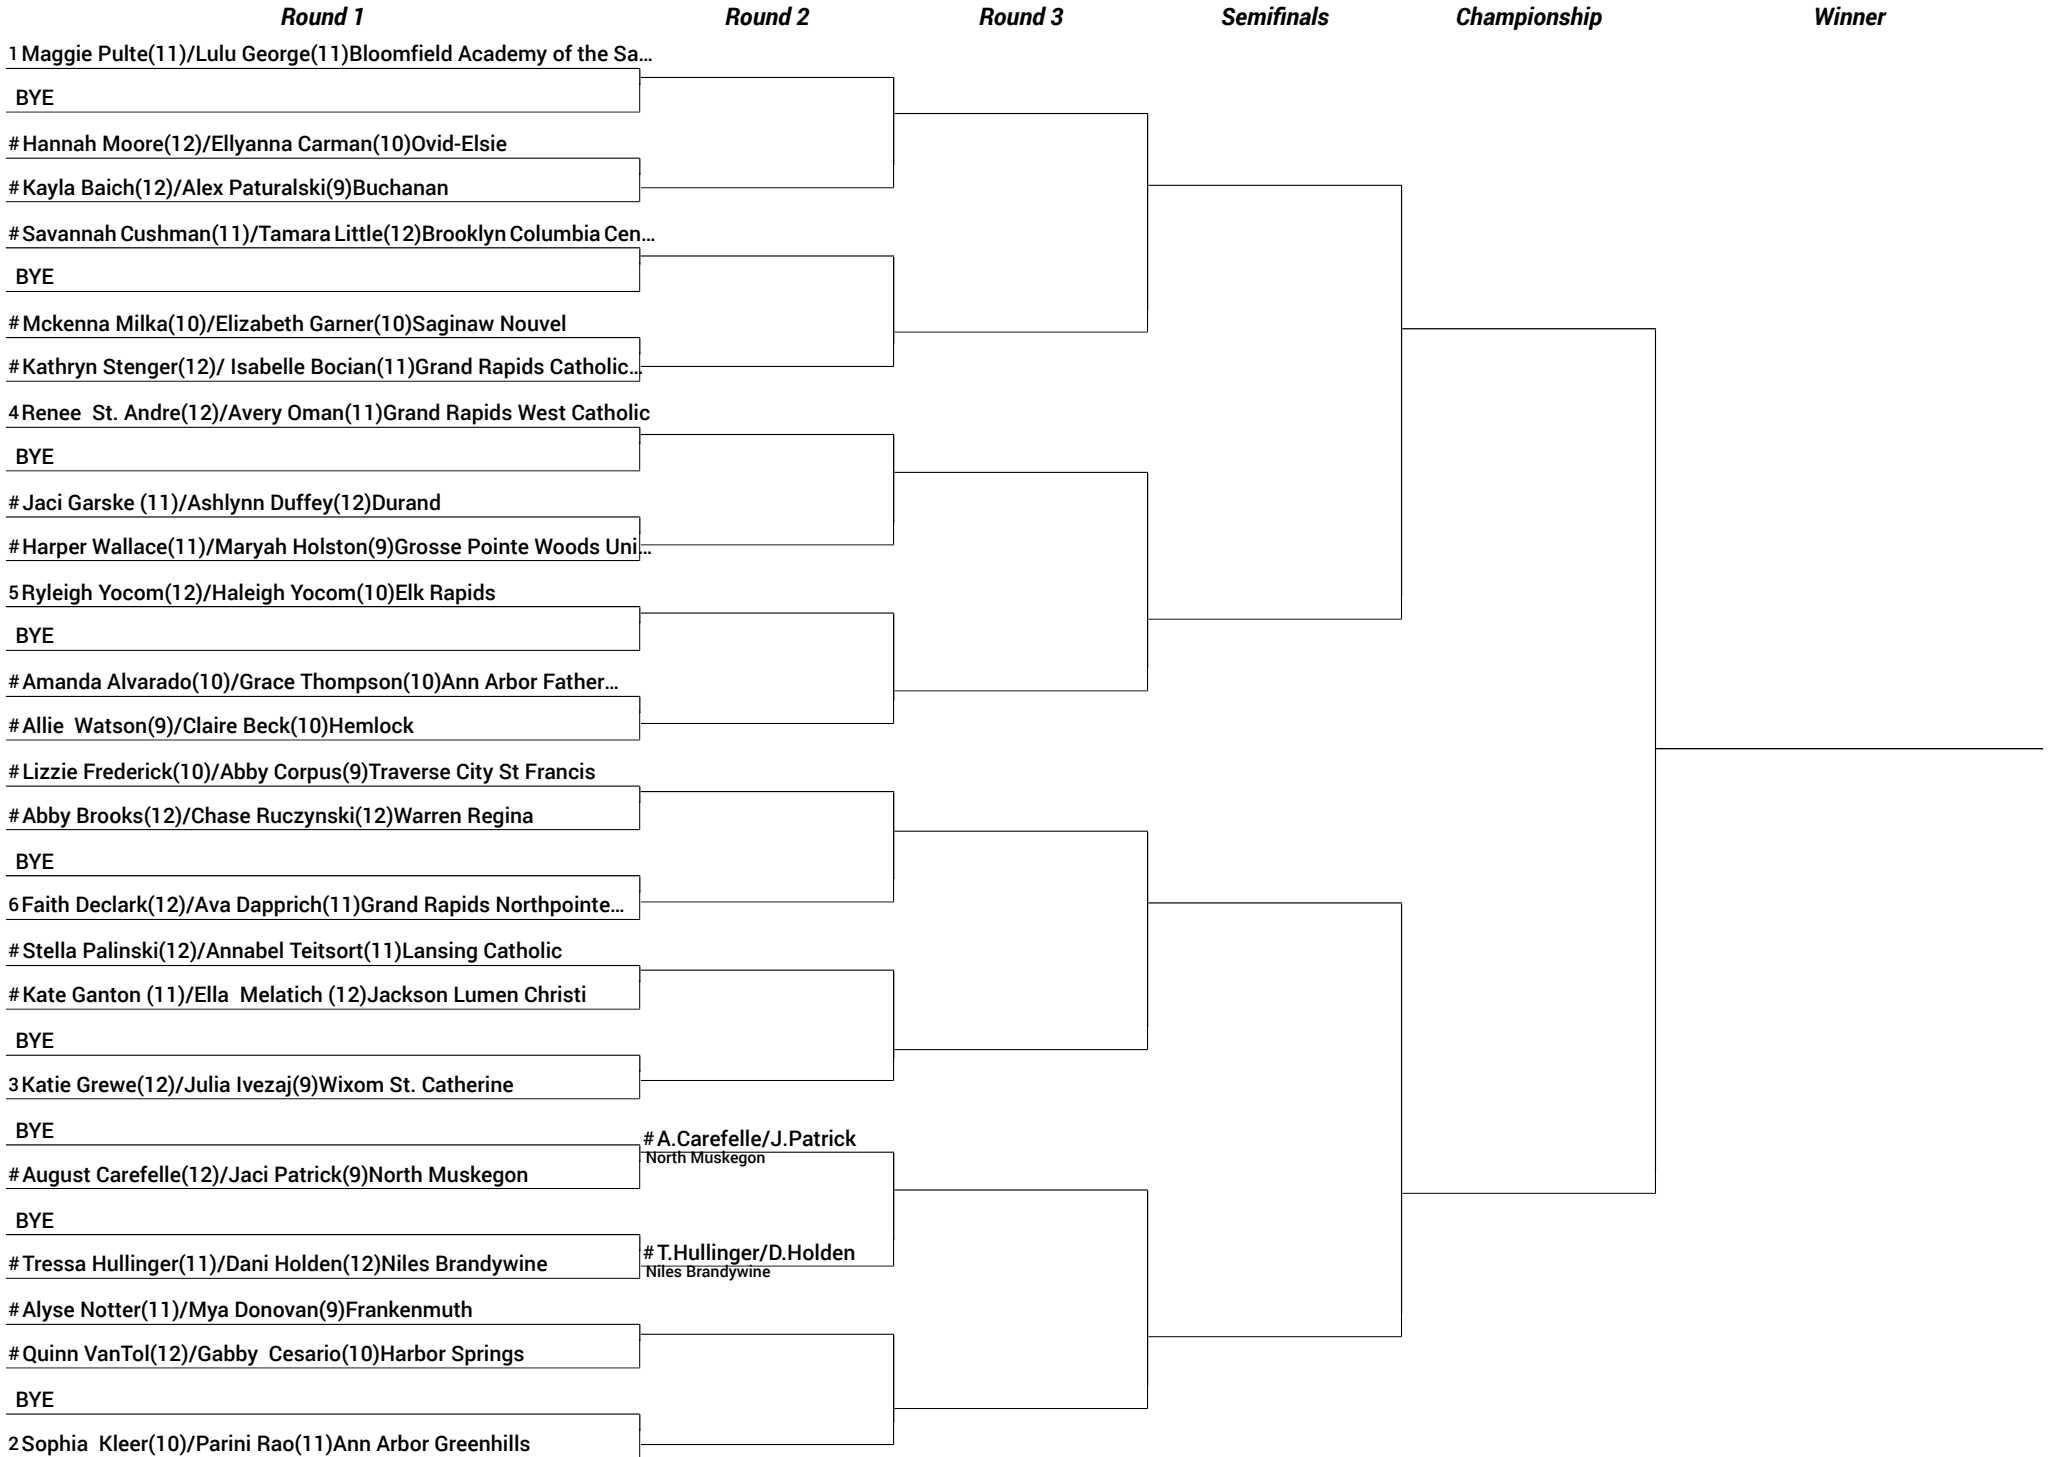 Round 1 Round 2 Round 3 Semifinals Championship Winner
1 Maggie Pulte(11)/Lulu George(11)Bloomfield Academy of the Sa...
BYE
# Hannah Moore(12)/Ellyanna Carman(10)Ovid-Elsie
# Kayla Baich(12)/Alex Paturalski(9)Buchanan
# Savannah Cushman(11)/Tamara Little(12)Brooklyn Columbia Cen...
BYE
# Mckenna Milka(10)/Elizabeth Garner(10)Saginaw Nouvel
# Kathryn Stenger(12)/ Isabelle Bocian(11)Grand Rapids Catholic...
4 Renee  St. Andre(12)/Avery Oman(11)Grand Rapids West Catholic
BYE
# Jaci Garske (11)/Ashlynn Duffey(12)Durand
# Harper Wallace(11)/Maryah Holston(9)Grosse Pointe Woods Uni...
5 Ryleigh Yocom(12)/Haleigh Yocom(10)Elk Rapids
BYE
# Amanda Alvarado(10)/Grace Thompson(10)Ann Arbor Father...
# Allie  Watson(9)/Claire Beck(10)Hemlock
# Lizzie Frederick(10)/Abby Corpus(9)Traverse City St Francis
# Abby Brooks(12)/Chase Ruczynski(12)Warren Regina
BYE
6 Faith Declark(12)/Ava Dapprich(11)Grand Rapids Northpointe...
# Stella Palinski(12)/Annabel Teitsort(11)Lansing Catholic
# Kate Ganton (11)/Ella  Melatich (12)Jackson Lumen Christi
BYE
3 Katie Grewe(12)/Julia Ivezaj(9)Wixom St. Catherine
BYE
# A.Carefelle/J.Patrick
North Muskegon
# August Carefelle(12)/Jaci Patrick(9)North Muskegon
BYE
# T.Hullinger/D.Holden
Niles Brandywine
# Tressa Hullinger(11)/Dani Holden(12)Niles Brandywine
# Alyse Notter(11)/Mya Donovan(9)Frankenmuth
# Quinn VanTol(12)/Gabby  Cesario(10)Harbor Springs
BYE
2 Sophia  Kleer(10)/Parini Rao(11)Ann Arbor Greenhills